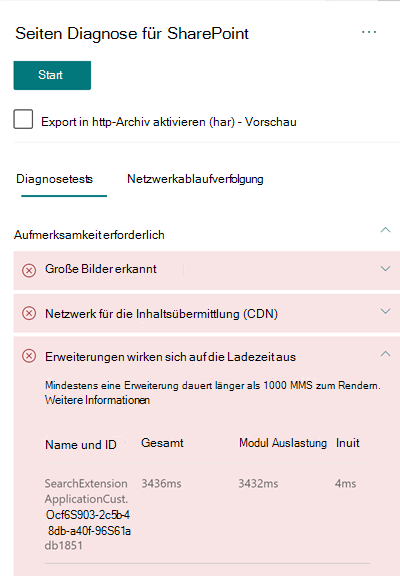 Seiten Diagnose für SharePoint
Start
Export in http-Archiv aktivieren (har) - Vorschau
Diagnosetests Netzwerkablaufverfolgung
Aufmerksamkeit erforderlich
Große Bilder erkannt
Netzwerk für die Inhaltsübermittlung (CDN)
Erweiterungen wirken sich auf die Ladezeit aus
Mindestens eine Erweiterung dauert länger als 1000 MMS zum Rendern.
Weitere Informationen
Name und ID Gesamt Modul Auslastung Inuit
SearchExtension 3436ms 3432ms 4ms
ApplicationCust.
Ocf6S903-2c5b-4
8db-a40f-96S61a
db1851